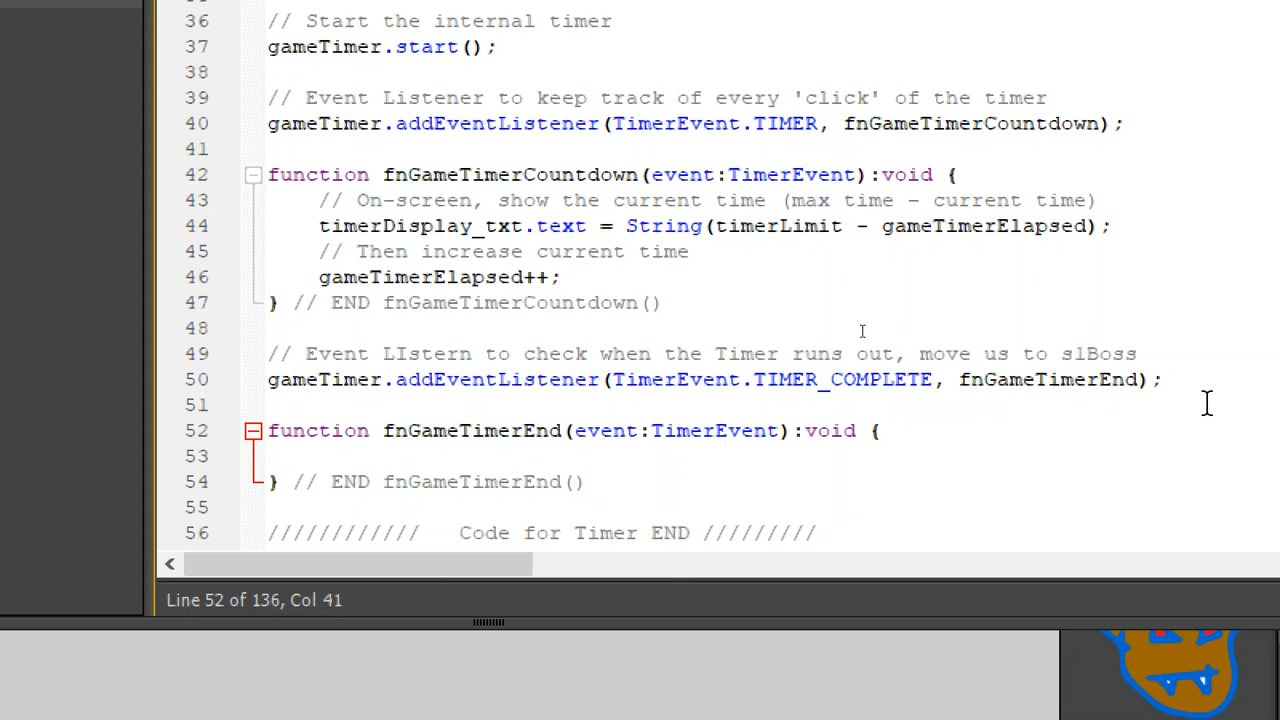 36 // Start the internal timer
37 gameTimer.start();
38
39 // Event Listener to keep track of every 'click' of the timer
40 gameTimer.addEventListener(TimerEvent.TIMER, fnGameTimerCountdown);
41
42 function fnGameTimerCountdown(event:TimerEvent):void {
43 // On-screen, show the current time (max time - current time)
44 timerDisplay_txt.text = String(timerLimit - gameTimerElapsed);
45 // Then increase current time
46 gameTimerElapsed++;
47 } // END fnGameTimerCountdown()
48
49 // Event LIstern to check when the Timer runs out, move us to slBoss
50 gameTimer.addEventListener(TimerEvent.TIMER_COMPLETE, fnGameTimerEnd);
51
52 function fnGameTimerEnd(event:TimerEvent):void {
53
54 } // END fnGameTimerEnd()
55
56 //////////// Code for Timer END /////////
Line 52 of 136, Col 41